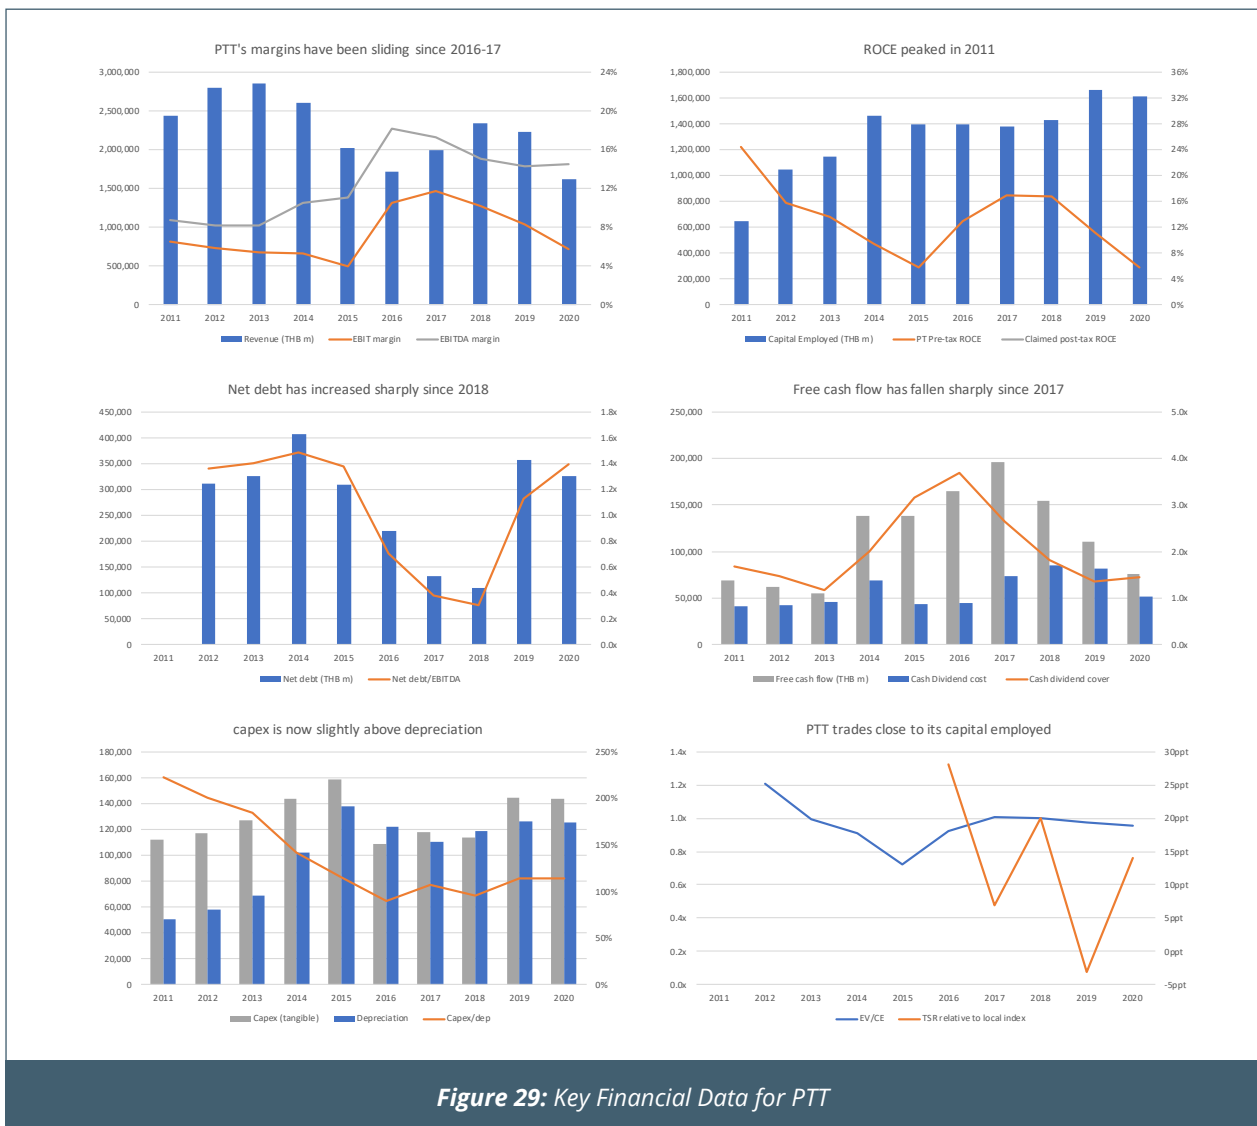 PTT's margins have been sliding since 2016-17
3,000,000
2,500,000
2,000,000
1,500,000
1,000,000
500,000
0
24%
20%
16%
12%
8%
4%
0%
2011 2012 2013 2014 2015 2016 2017 2018 2019 2020
Revenue (THB m) EBIT margin EBITDA margin
ROCE peaked in 2011
1,800,000
1,600,000
1,400,000
1,200,000
1,000,000
800,000
600,000
400,000
200,000
0
36%
32%
28%
24%
20%
16%
12%
8%
4%
0%
2011 2012 2013 2014 2015 2016 2017 2018 2019 2020
Capital Employed (THB m) PT Pre-tax ROCE Claimed post-tax ROCE
Net debt has increased sharply since 2018
450,000
400,000
350,000
300,000
250,000
200,000
150,000
100,000
50,000
0
1.8x
1.6x
1.4x
1.2x
1.0x
0.8x
0.6x
0.4x
0.2x
0.0x
2011 2012 2013 2014 2015 2016 2017 2018 2019 2020
Net debt (THB m) Net debt/EBITDA
Free cash flow has fallen sharply since 2017
250,000
200,000
150,000
100,000
50,000
0
5.0x
4.0x
3.0x
2.0x
1.0x
0.0x
2011 2012 2013 2014 2015 2016 2017 2018 2019 2020
Free cash flow (THB m) Cash Dividend cost Cash dividend cover
capex is now slightly above depreciation
180,000
160,000
140,000
120,000
100,000
80,000
60,000
40,000
20,000
0
250%
200%
150%
100%
50%
0%
2011 2012 2013 2014 2015 2016 2017 2018 2019 2020
Capex (tangible) Depreciation Capex/dep
PTT trades close to its capital employed
1.4x
1.2x
1.0x
0.8x
0.6x
0.4x
0.2x
0.0x
30ppt
25ppt
20ppt
15ppt
10ppt
5ppt
0ppt
-5ppt
2011 2012 2013 2014 2015 2016 2017 2018 2019 2020
EV/CE TSR relative to local index
Figure 29: Key Financial Data for PTT